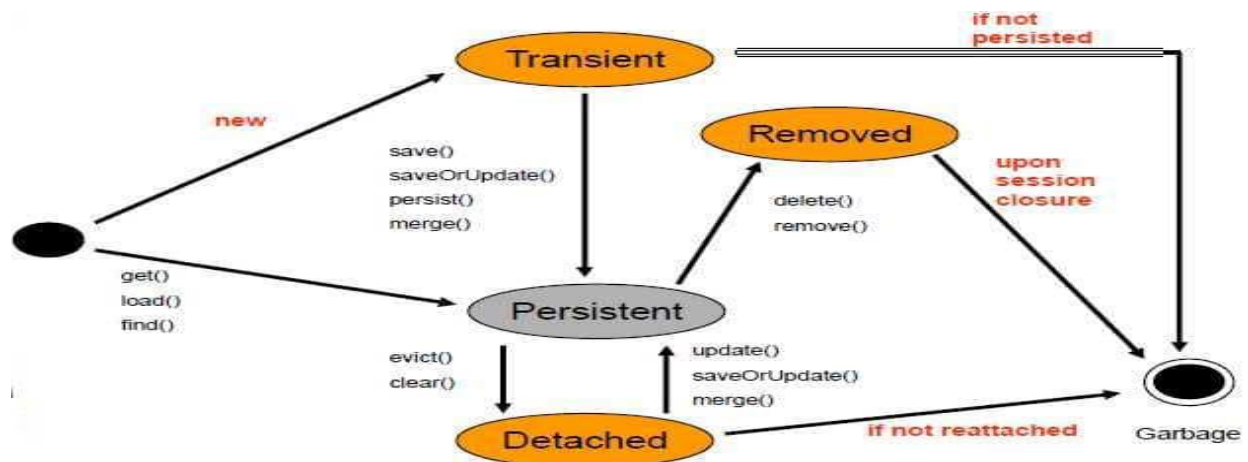 if not
persisted
Transient
new
Removed
save()
saveOrUpdate()
persist()
merge()
upon
session
closure
delete()
remove()
get()
load()
find()
Persistent
evict()
clear()
update()
saveOrUpdate()
merge()
Detached
if not reattached
Garbage